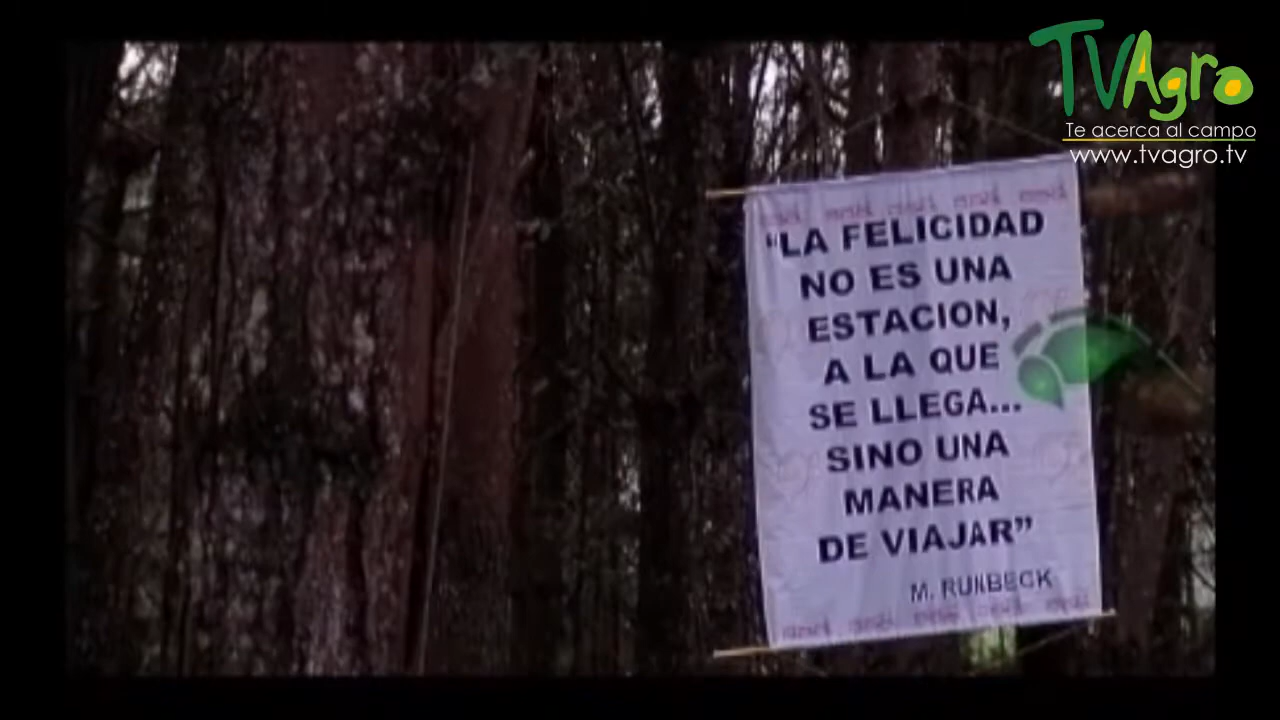 TVAgro
Te acerca al campo
www.tvagro.tv
"LA FELICIDAD
NO ES UNA
ESTACION,
A LA QUE
SE LLEGA...
SINO UNA
MANERA
DE VIAJAR"
M. RUNBECK